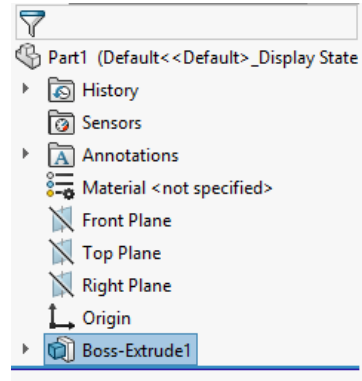 Part1 (Default<<Default>_Display State
History
Sensors
Annotations
Material <not specified>
Front Plane
Top Plane
Right Plane
Origin
Boss-Extrude1